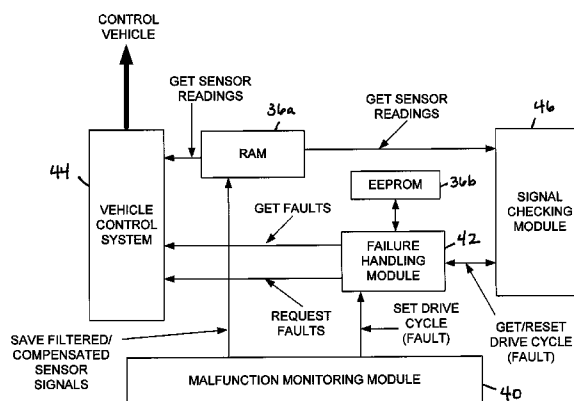 CONTROL
VEHICLE
GET SENSOR
READINGS
36a
GET SENSOR
READINGS
46
44
RAM
EEPROM
36b
VEHICLE
CONTROL
SYSTEM
GET FAULTS
FAILURE
HANDLING
MODULE
42
SIGNAL
CHECKING
MODULE
REQUEST
FAULTS
SET DRIVE
CYCLE
(FAULT)
GET/RESET
DRIVE CYCLE
(FAULT)
SAVE FILTERED/
COMPENSATED
SENSOR
SIGNALS
MALFUNCTION MONITORING MODULE
40